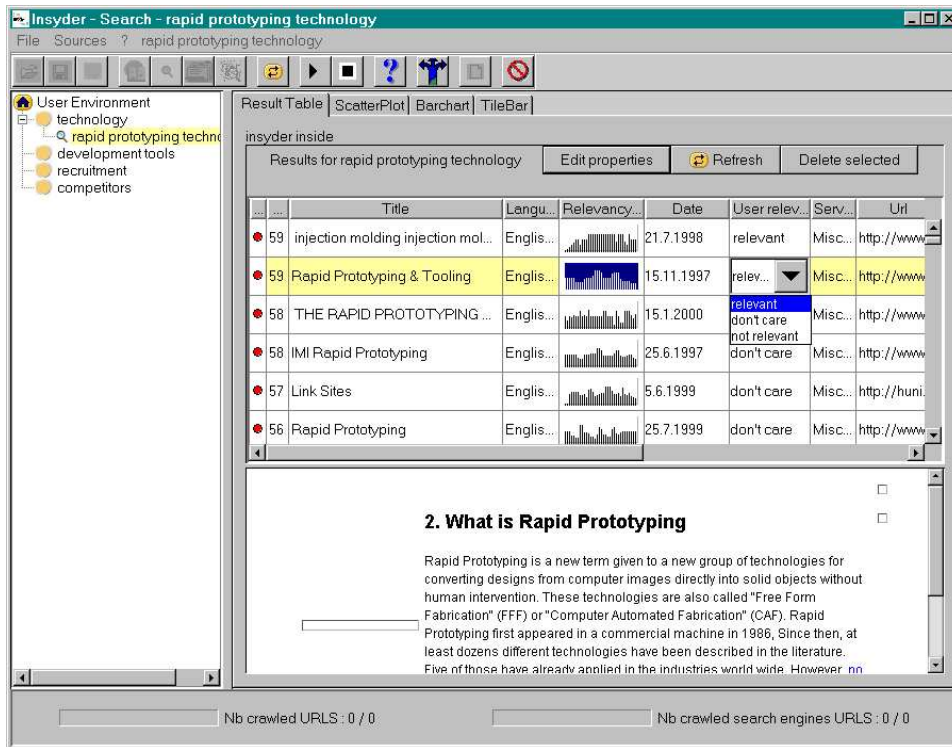 Insyder - Search - rapid prototyping technology
File Sources ? rapid prototyping technology
User Environment
technology
rapid prototyping techno
development tools
recruitment
competitors
Result Table ScatterPlot Barchart TileBar
insyder inside
Results for rapid prototyping technology Edit properties Refresh Delete selected
... ... Title Langu... Relevancy... Date User relev... Serv... Url
59 injection molding injection mol... Englis... 21.7.1998 relevant Misc... http://www
59 Rapid Prototyping & Tooling Englis... 15.11.1997 relev... Misc... http://www
relevant
don't care
not relevant
58 THE RAPID PROTOTYPING ... Englis... 15.1.2000 Misc... http://www
58 IMI Rapid Prototyping Englis... 25.6.1997 don't care Misc... http://www
57 Link Sites Englis... 5.6.1999 don't care Misc... http://huni.
56 Rapid Prototyping Englis... 25.7.1999 don't care Misc... http://www
2. What is Rapid Prototyping
Rapid Prototyping is a new term given to a new group of technologies for
converting designs from computer images directly into solid objects without
human intervention. These technologies are also called "Free Form
Fabrication" (FFF) or "Computer Automated Fabrication" (CAF). Rapid
Prototyping first appeared in a commercial machine in 1986, Since then, at
least dozens different technologies have been described in the literature.
Five of those have already applied in the industries world wide. However, no
Nb crawled URLS : 0 / 0 Nb crawled search engines URLS : 0 / 0